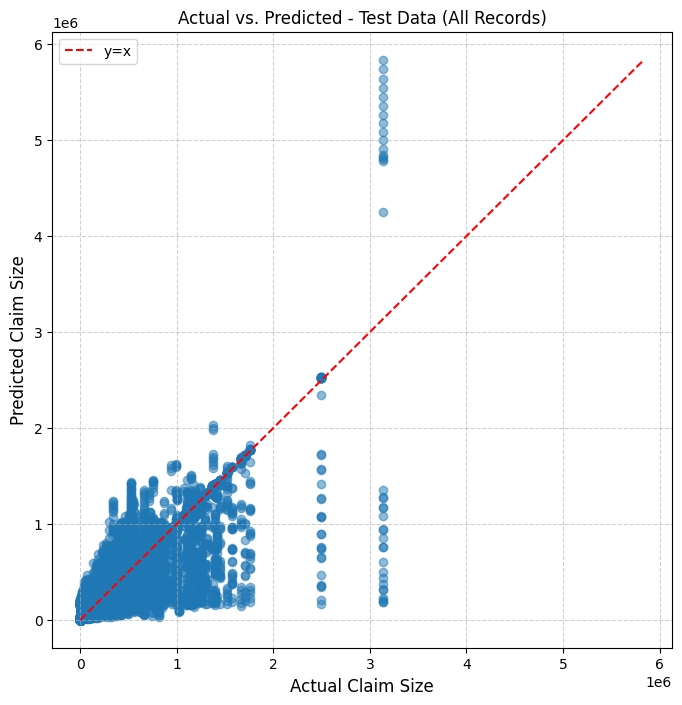 Actual vs. Predicted - Test Data (All Records)
1e6
y=x
6
5
4
3
2
1
0
Predicted Claim Size
0 1 2 3 4 5 6
1e6
Actual Claim Size